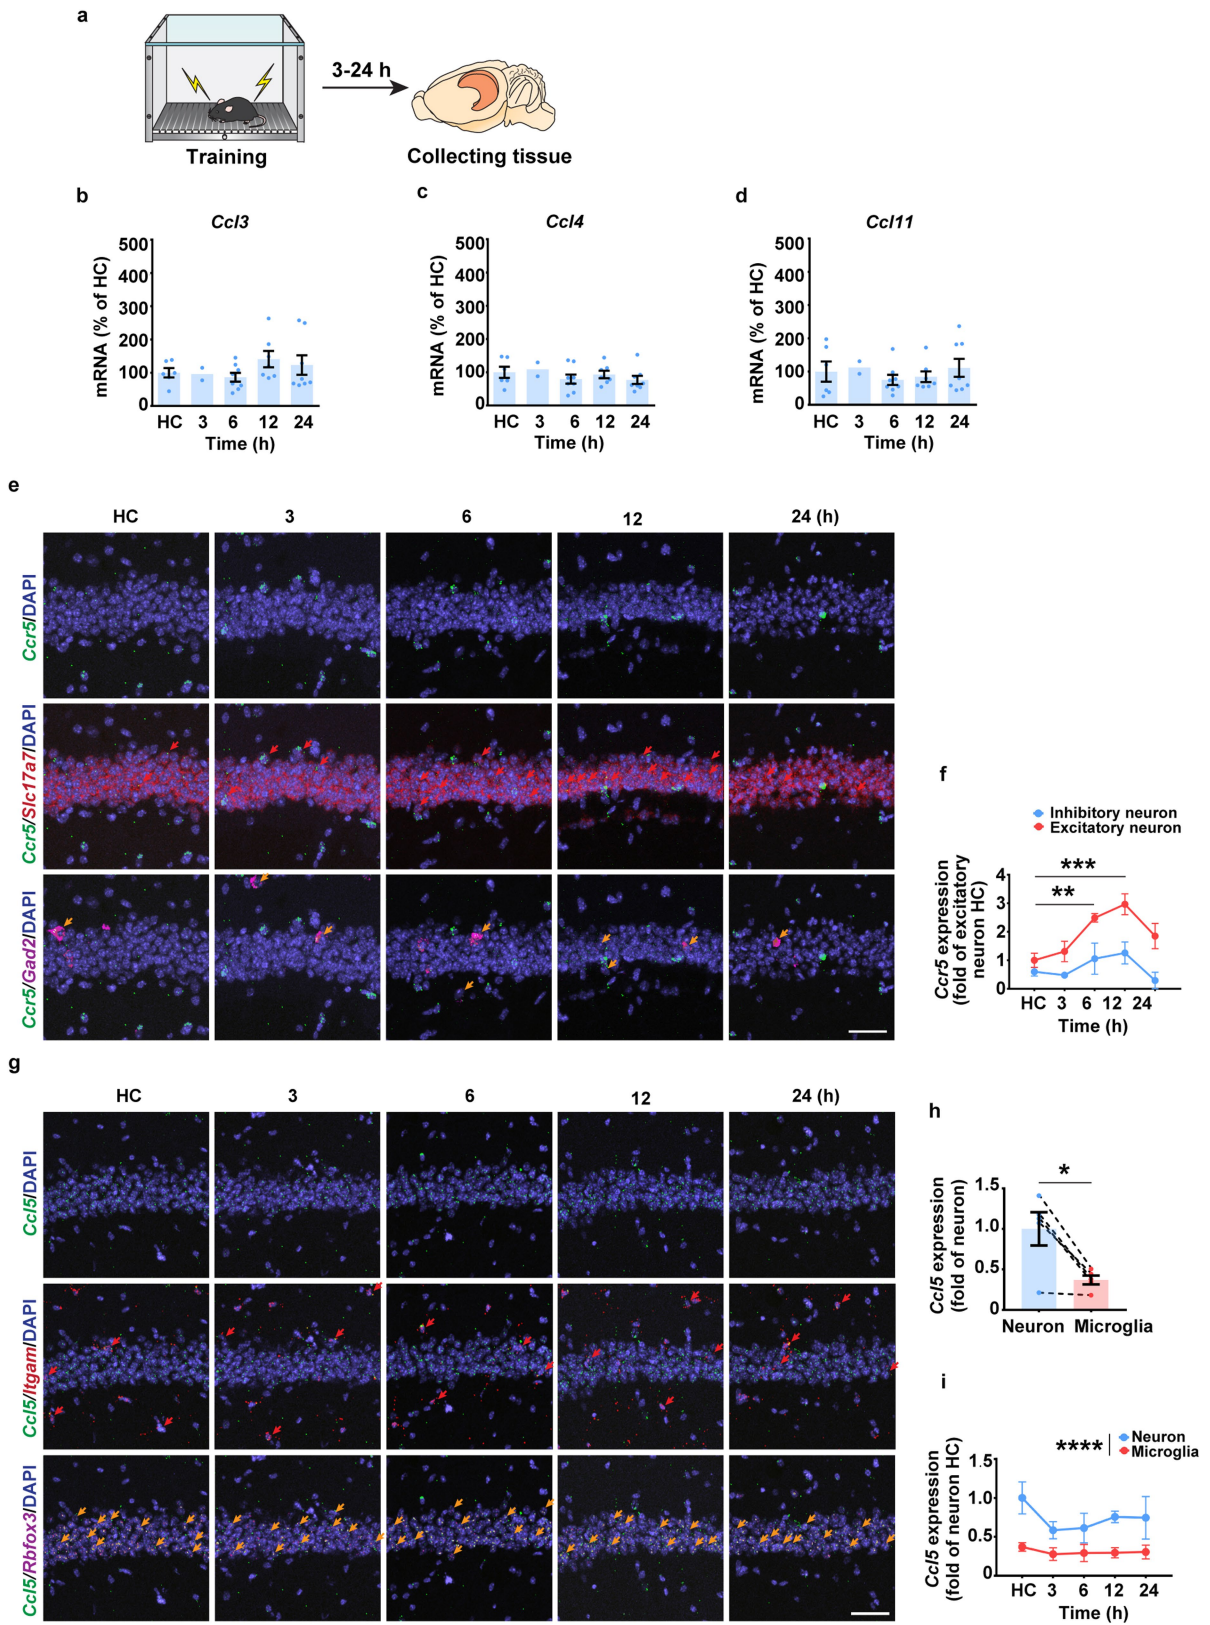 a
3-24 h
Training
Collecting tissue
b
Ccl3
mRNA (% of HC)
500
400
300
200
100
0
HC 3 6 12 24
Time (h)
c
Ccl4
mRNA (% of HC)
500
400
300
200
100
0
HC 3 6 12 24
Time (h)
d
Ccl11
mRNA (% of HC)
500
400
300
200
100
0
HC 3 6 12 24
Time (h)
e
HC 3 6 12 24 (h)
Ccr5/DAPI
Ccr5/Slc17a7/DAPI
Ccr5/Gad2/DAPI
f
Inhibitory neuron
Excitatory neuron
Ccr5 expression
(fold of excitatory
neuron HC)
4
3
2
1
0
***
**
HC 3 6 12 24
Time (h)
g
HC 3 6 12 24 (h)
Ccl5/DAPI
Ccl5/Itgam/DAPI
Ccl5/Rbfox3/DAPI
h
Ccl5 expression
(fold of neuron)
1.5
1.0
0.5
0
*
Neuron Microglia
i
**** Neuron
Microglia
Ccl5 expression
(fold of neuron HC)
1.5
1.0
0.5
0
HC 3 6 12 24
Time (h)